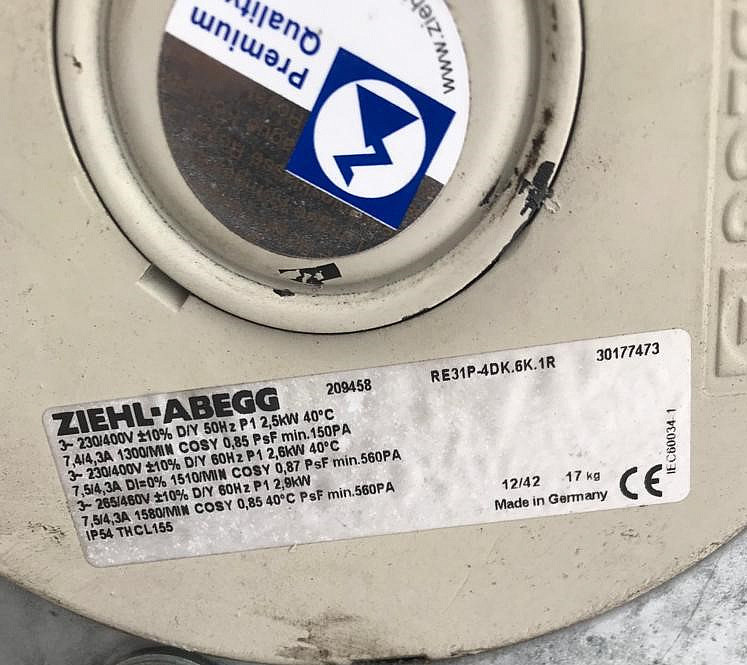 Premium
Quality
www.zieh
ZIEHL-ABEGG 209458 RE31P-4DK.6K.1R 30177473
3~ 230/400V ±10% D/Y 50Hz P1 2,5kW 40°C
7,4/4,3A 1300/MIN COSY 0,85 PsF min.150PA
3~ 230/400V ±10% D/Y 60Hz P1 2,6kW 40°C
7,5/4,3A DI=0% 1510/MIN COSY 0,87 PsF min.560PA
3~ 265/460V ±10% D/Y 60Hz P1 2,9kW
7,5/4,3A 1580/MIN COSY 0,85 40°C PsF min.560PA
IP54 THCL155
12/42 17 kg
Made in Germany CE
IEC60034-1